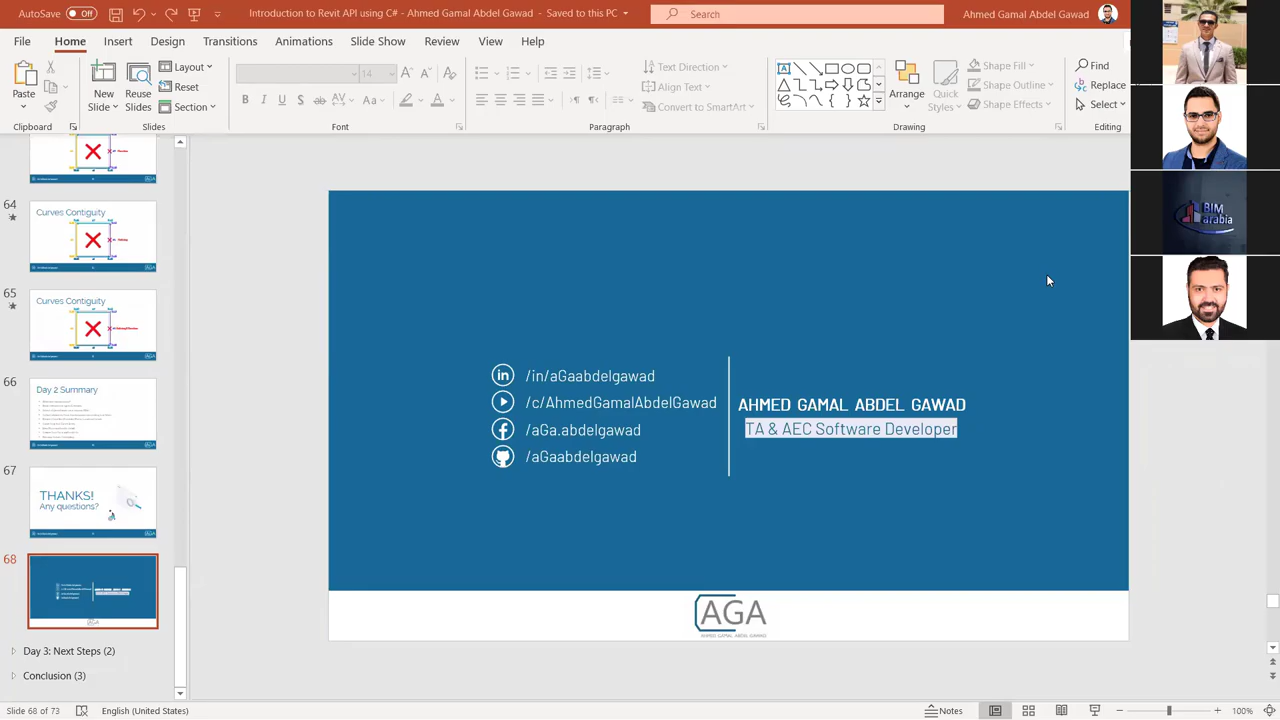 AutoSave Off
Introduction to Revit API using C# - Ahmed Gamal Abdel Gawad - Saved to this PC
Search
Ahmed Gamal Abdel Gawad
File Home Insert Design Transitions Animations Slide Show Review View Help
Paste
New Slide
Reuse Slides
Layout
Reset
Section
14
Text Direction
Align Text
Convert to SmartArt
Arrange
Quick Styles
Shape Fill
Shape Outline
Shape Effects
Find
Replace
Select
Clipboard Slides Font Paragraph Drawing Editing
BIM
arabia
64
Curves Contiguity
65
Curves Contiguity
66
Day 2 Summary
67
THANKS!
Any questions?
68
Day 3: Next Steps (2)
Conclusion (3)
/in/aGaabdelgawad
/c/AhmedGamalAbdelGawad
/aGa.abdelgawad
/aGaabdelgawad
AHMED GAMAL ABDEL GAWAD
TA & AEC Software Developer
AGA
AHMED GAMAL ABDEL GAWAD
Slide 68 of 73
English (United States)
Notes
100%